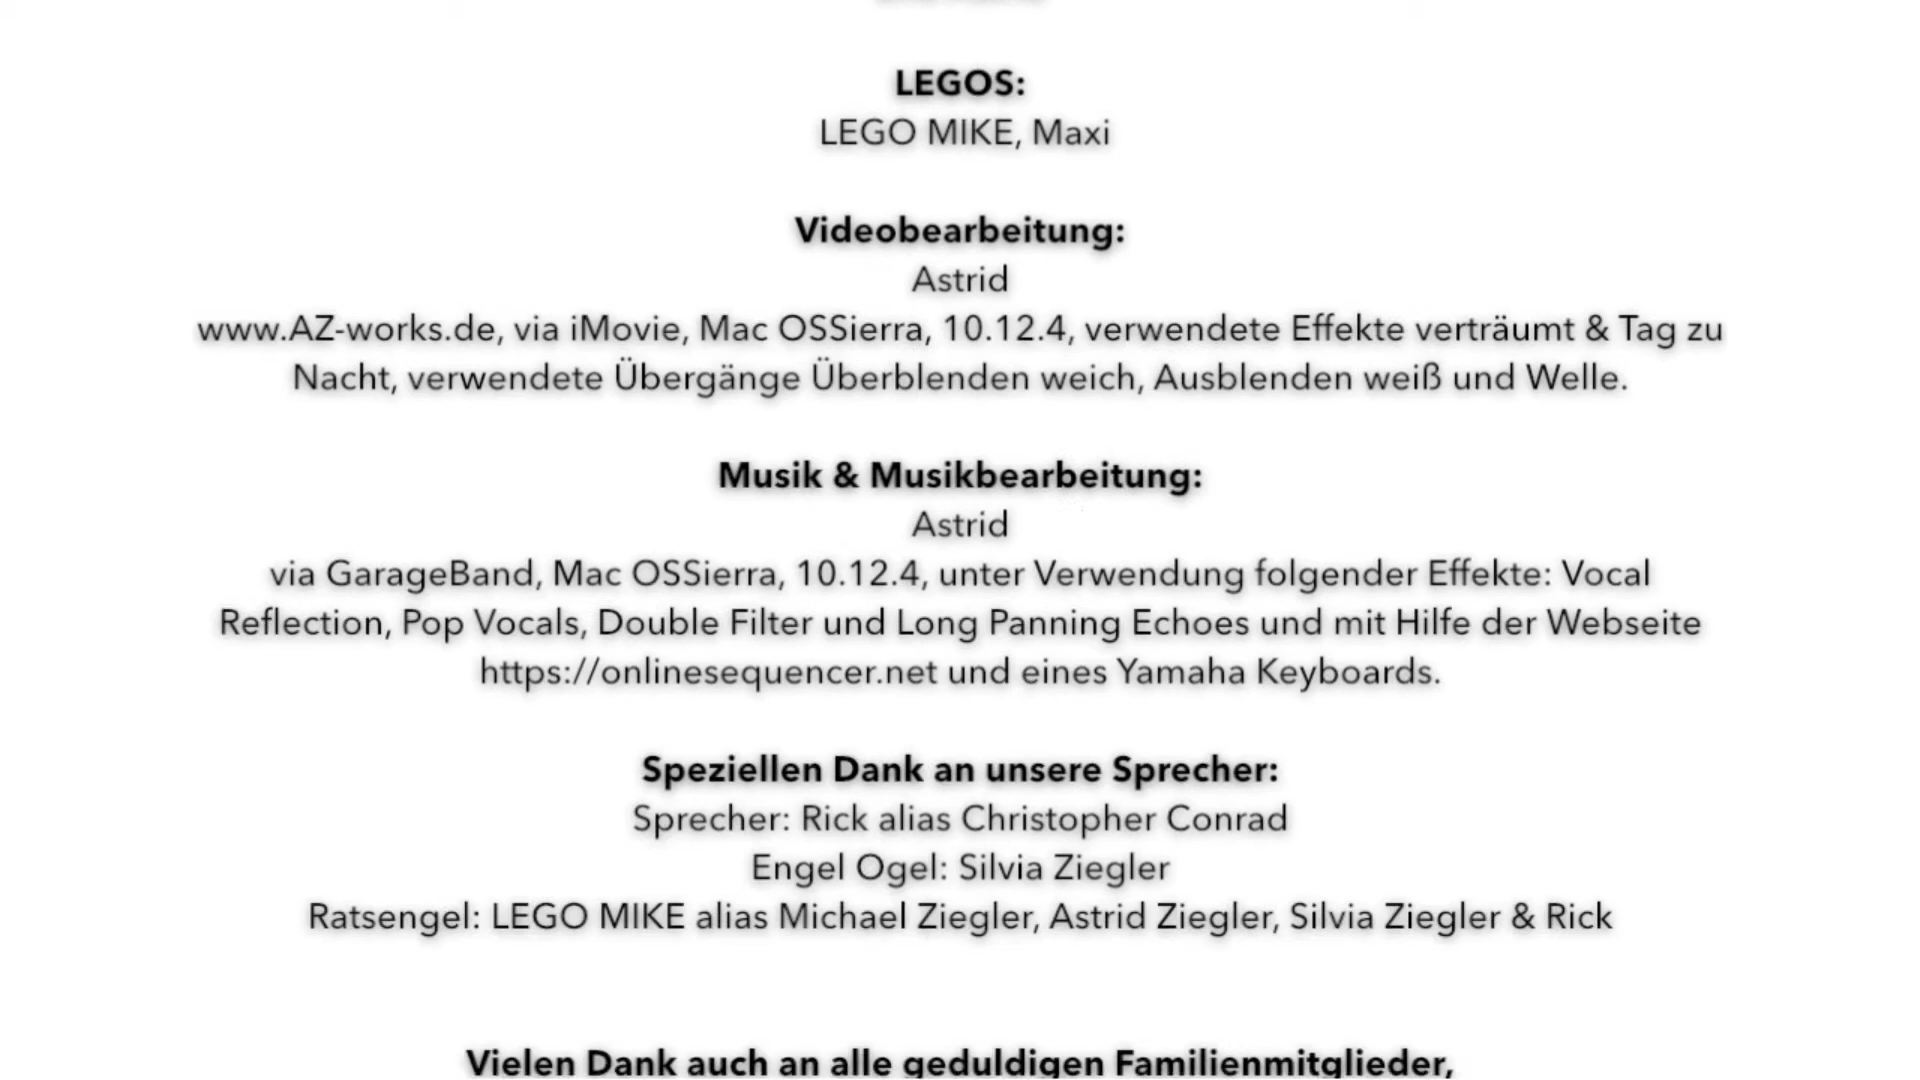 LEGOS:
LEGO MIKE, Maxi
Videobearbeitung:
Astrid
www.AZ-works.de, via iMovie, Mac OSSierra, 10.12.4, verwendete Effekte verträumt & Tag zu
Nacht, verwendete Übergänge Überblenden weich, Ausblenden weiß und Welle.
Musik & Musikbearbeitung:
Astrid
via GarageBand, Mac OSSierra, 10.12.4, unter Verwendung folgender Effekte: Vocal
Reflection, Pop Vocals, Double Filter und Long Panning Echoes und mit Hilfe der Webseite
https://onlinesequencer.net und eines Yamaha Keyboards.
Speziellen Dank an unsere Sprecher:
Sprecher: Rick alias Christopher Conrad
Engel Ogel: Silvia Ziegler
Ratsengel: LEGO MIKE alias Michael Ziegler, Astrid Ziegler, Silvia Ziegler & Rick
Vielen Dank auch an alle geduldigen Familienmitglieder,